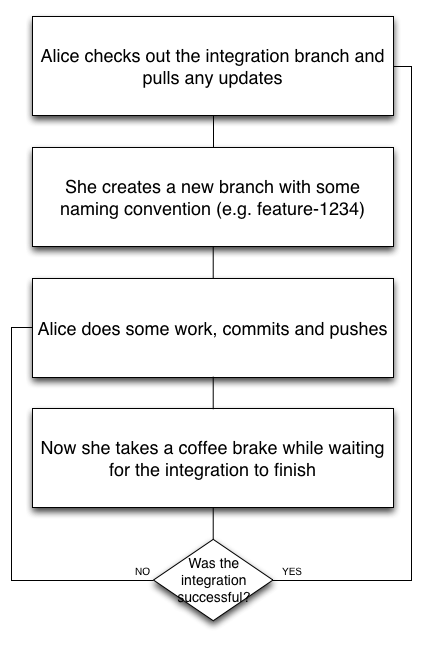 Alice checks out the integration branch and
pulls any updates
She creates a new branch with some
naming convention (e.g. feature-1234)
Alice does some work, commits and pushes
Now she takes a coffee brake while waiting
for the integration to finish
Was the
integration
successful?
NO
YES